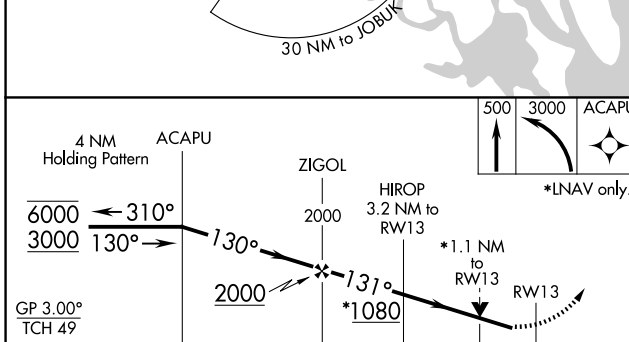 30 NM to JOBUK
500 3000 ACAPU
*LNAV only.
4 NM
Holding Pattern
ACAPU
ZIGOL
2000
HIROP
3.2 NM to
RW13
*1.1 NM
to
RW13
RW13
6000 310°
3000 130°
130°
2000
131°
*1080
GP 3.00°
TCH 49